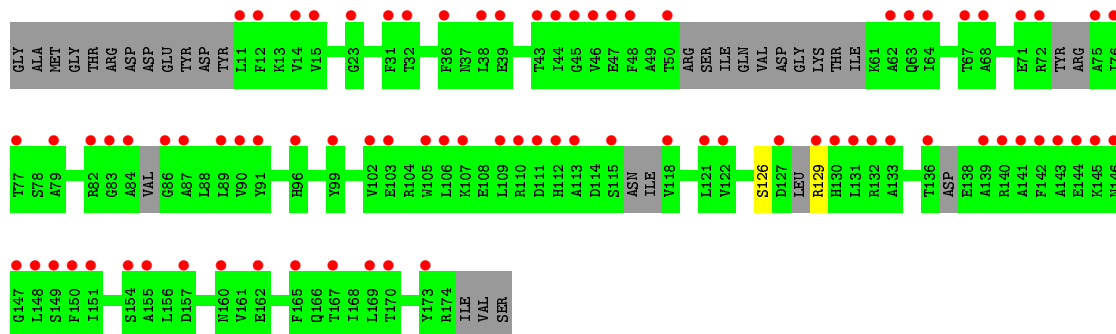 GLY ALA MET GLY THR ARG ASP ASP GLU TYR ASP TYR L11 F12 K13 V14 V15 G23 F31 T32 F36 N37 L38 E39 T43 I44 G45 V46 E47 F48 A49 T50 ARG SER ILE GLN VAL ASP GLY LYS THR ILE K61 A62 Q63 I64 T67 A68 E71 R72 TYR ARG A75 I76
T77 S78 A79 R82 G83 A84 VAL G86 A87 L88 L89 V90 Y91 H96 Y99 V102 E103 R104 W105 L106 K107 E108 L109 R110 D111 H112 A113 D114 S115 ASN ILE V118 L121 V122 S126 D127 LEU R129 H130 L131 R132 A133 T136 ASP E138 A139 R140 A141 F142 A143 E144 K145 N146
G147 L148 S149 F150 I151 S154 A155 L156 D157 N160 V161 E162 F165 Q166 T167 I168 L169 T170 Y173 R174 ILE VAL SER